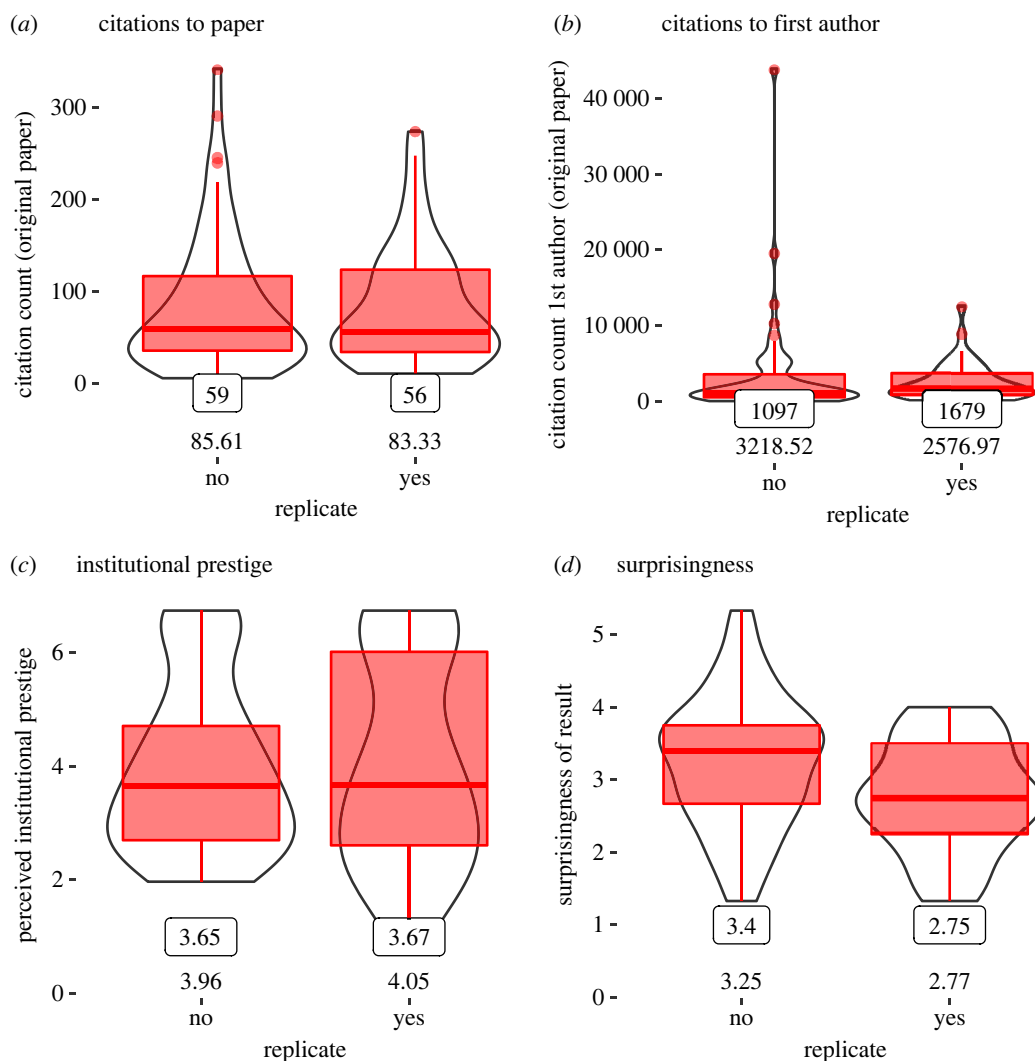 (a) citations to paper
citation count (original paper)
300
200
100
0
59
56
85.61
83.33
no
yes
replicate
(b) citations to first author
citation count 1st author (original paper)
40 000
30 000
20 000
10 000
0
1097
1679
3218.52
2576.97
no
yes
replicate
(c) institutional prestige
perceived institutional prestige
6
4
2
0
3.65
3.67
3.96
4.05
no
yes
replicate
(d) surprisingness
surprisingness of result
5
4
3
2
1
0
3.4
2.75
3.25
2.77
no
yes
replicate